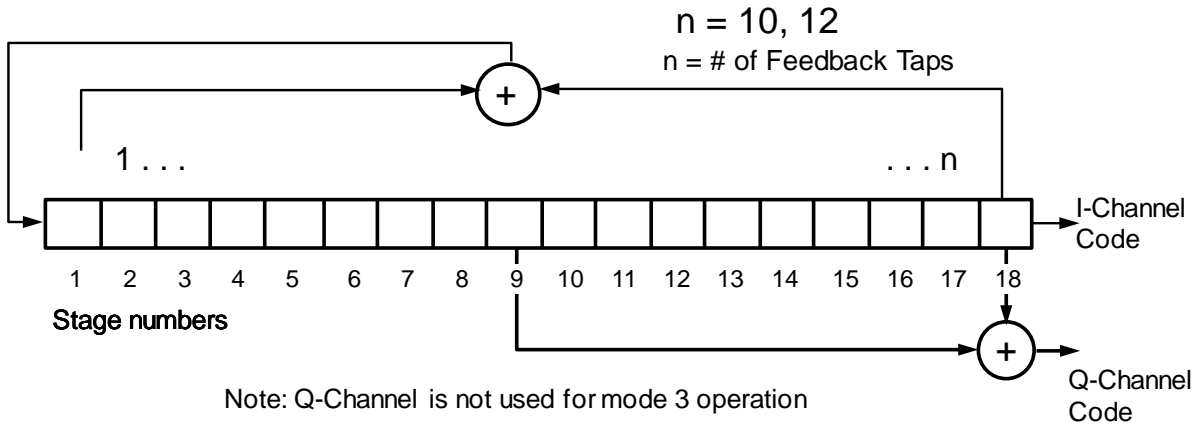 n = 10, 12
n = # of Feedback Taps
+
1 . . .
. . . n
I-Channel
Code
1 2 3 4 5 6 7 8 9 10 11 12 13 14 15 16 17 18
Stage numbers
+
Q-Channel
Code
Note: Q-Channel is not used for mode 3 operation